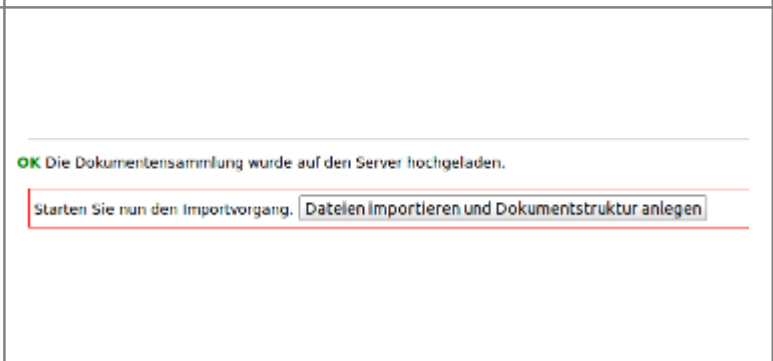 OK Die Dokumentensammlung wurde auf den Server hochgeladen.
Starten Sie nun den Importvorgang. Dateien importieren und Dokumentstruktur anlegen